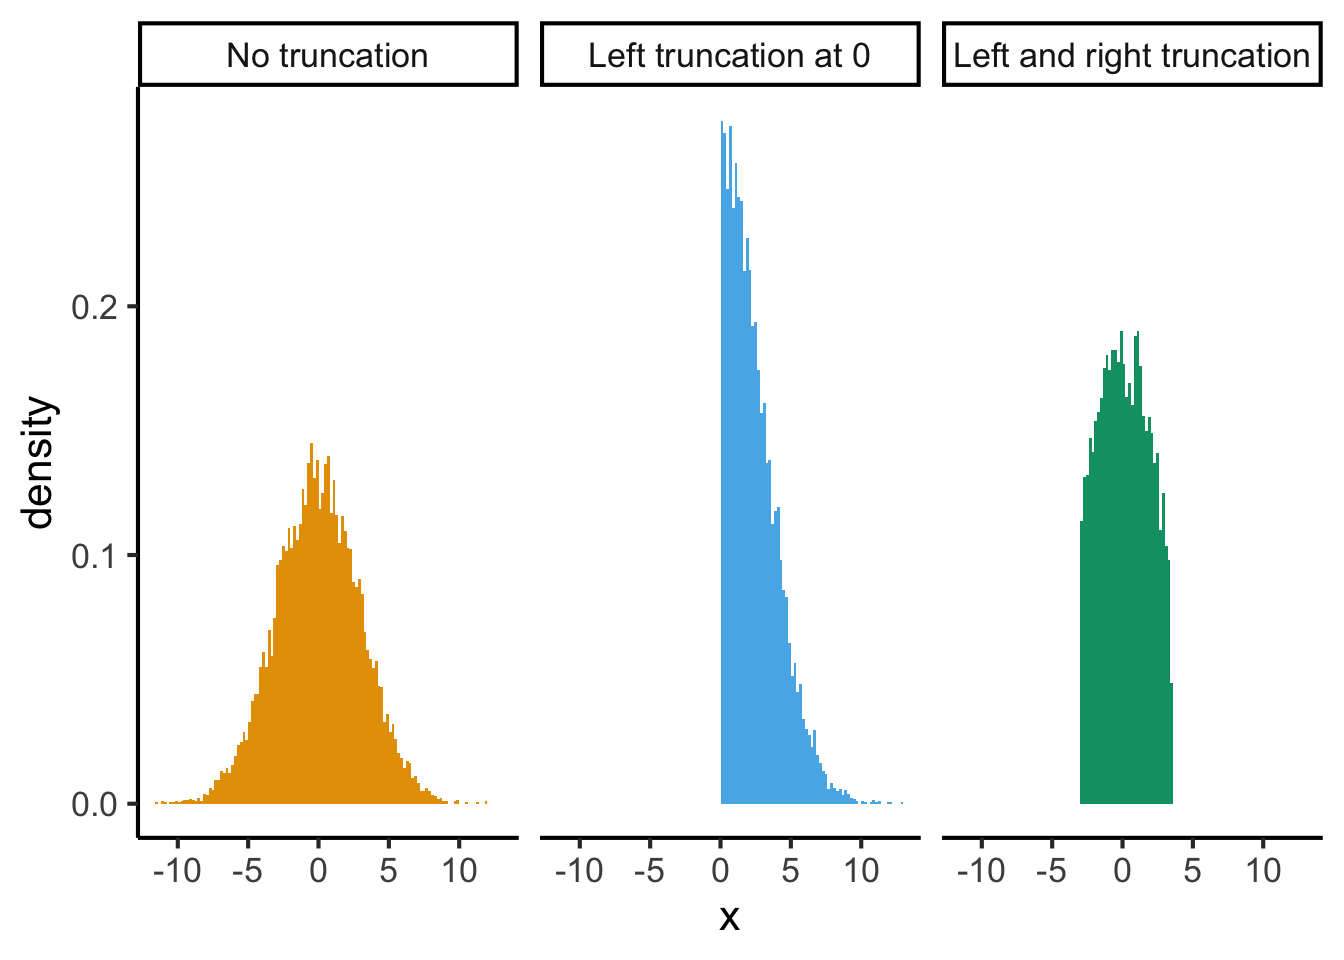 No truncation
Left truncation at 0
Left and right truncation
density
0.2
0.1
0.0
-10 -5 0 5 10
-10 -5 0 5 10
-10 -5 0 5 10
x